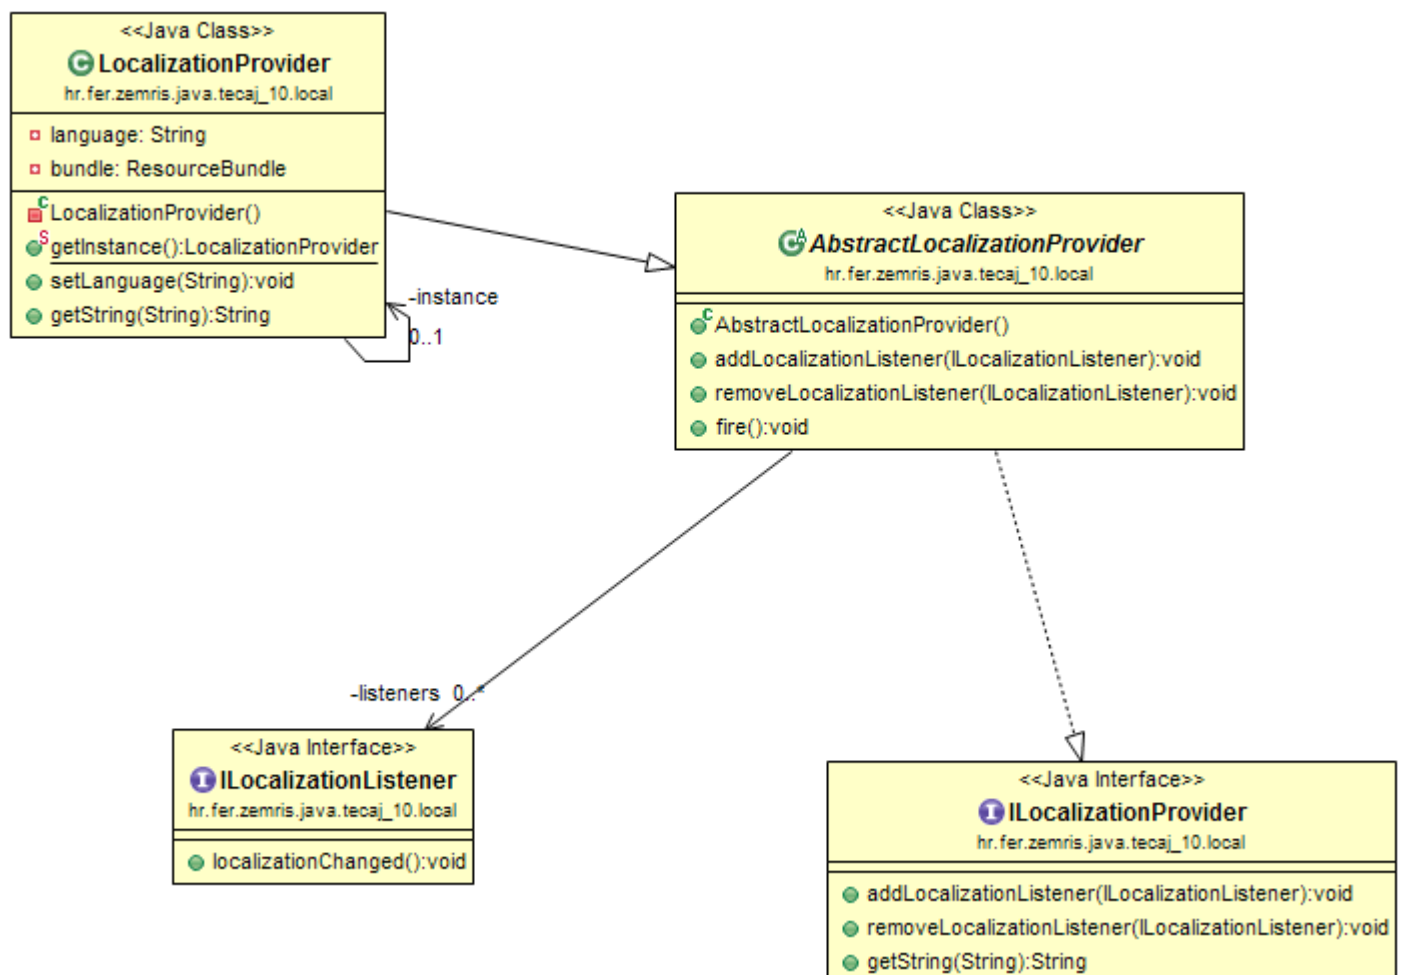 <<Java Class>>
LocalizationProvider
hr.fer.zemris.java.tecaj_10.local
language: String
bundle: ResourceBundle
LocalizationProvider()
getInstance():LocalizationProvider
setLanguage(String):void
getString(String):String
-instance
0..1
<<Java Class>>
AbstractLocalizationProvider
hr.fer.zemris.java.tecaj_10.local
AbstractLocalizationProvider()
addLocalizationListener(ILocalizationListener):void
removeLocalizationListener(ILocalizationListener):void
fire():void
-listeners 0..*
<<Java Interface>>
ILocalizationListener
hr.fer.zemris.java.tecaj_10.local
localizationChanged():void
<<Java Interface>>
ILocalizationProvider
hr.fer.zemris.java.tecaj_10.local
addLocalizationListener(ILocalizationListener):void
removeLocalizationListener(ILocalizationListener):void
getString(String):String